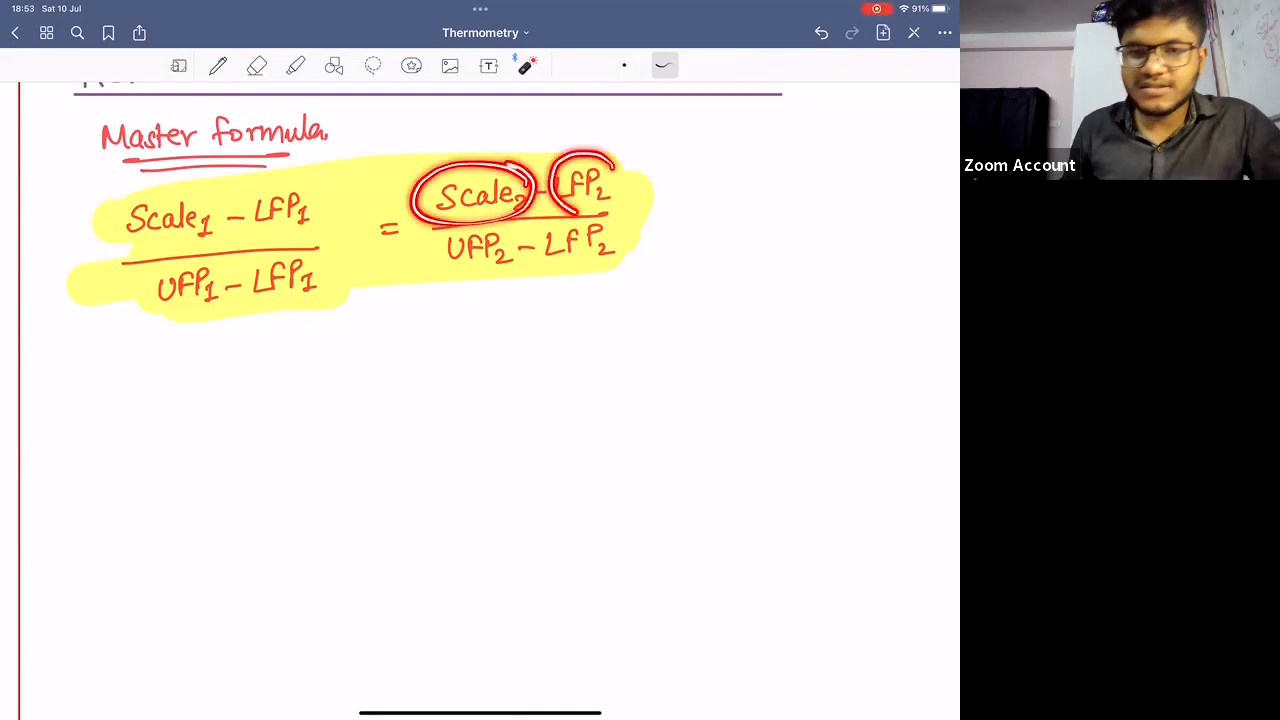 18:53 Sat 10 Jul
91%
Thermometry
Zoom Account
Master formula
Scale₁ - LFP₁ = Scale₂ - LFP₂
UFP₁ - LFP₁ UFP₂ - LFP₂